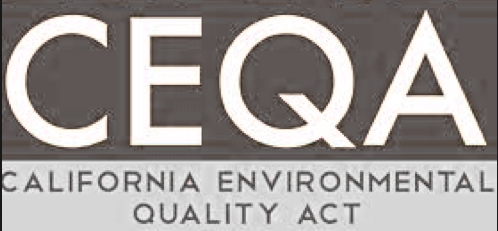 CEQA
CALIFORNIA ENVIRONMENTAL
QUALITY ACT